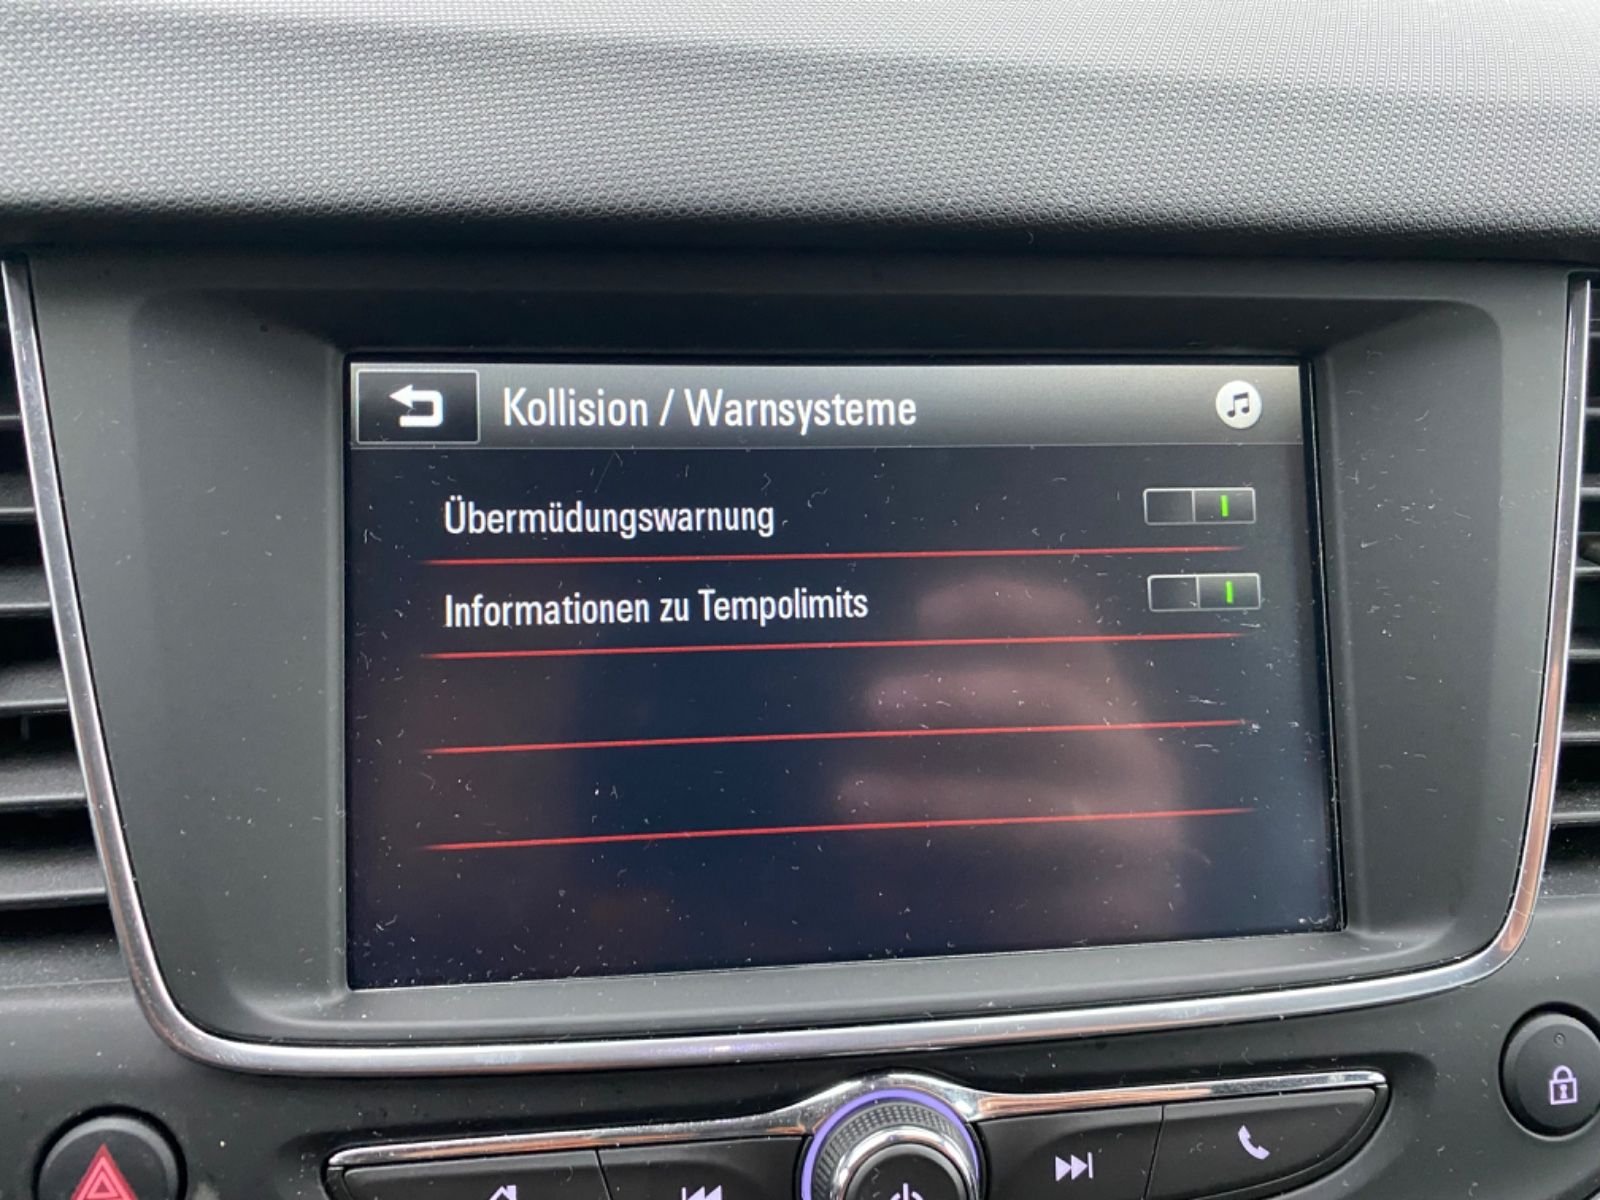 Kollision / Warnsysteme
Übermüdungswarnung
Informationen zu Tempolimits